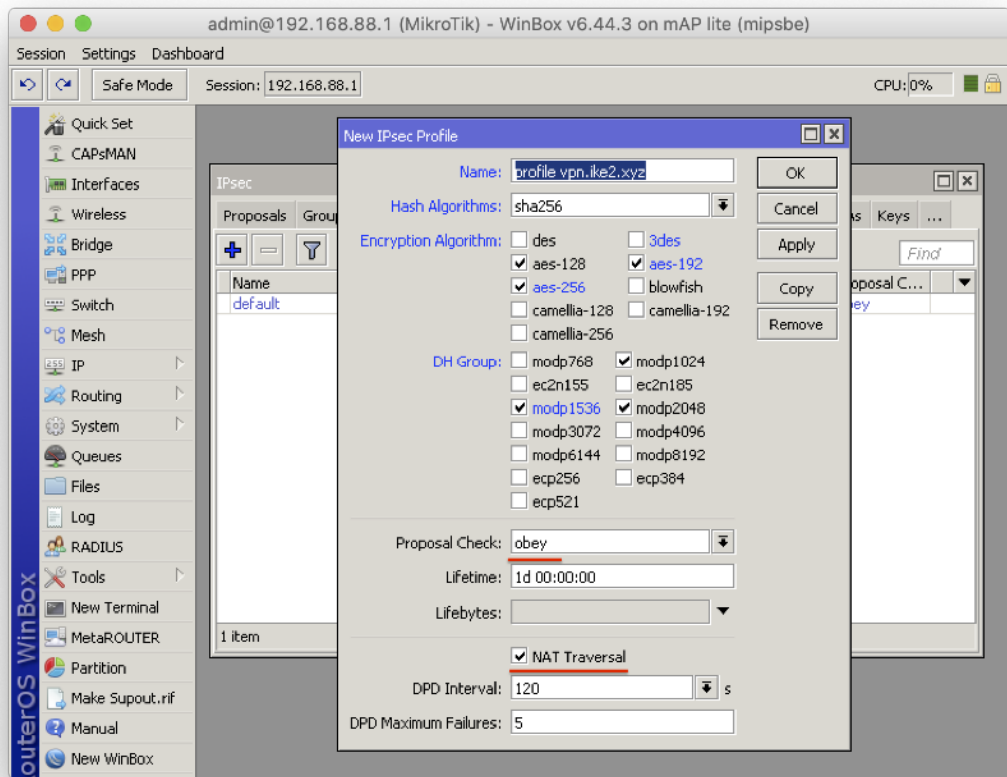 admin@192.168.88.1 (MikroTik) - WinBox v6.44.3 on mAP lite (mipsbe)
Session Settings Dashboard
Safe Mode Session: 192.168.88.1 CPU: 0%
RouterOS WinBox
Quick Set
CAPsMAN
Interfaces
Wireless
Bridge
PPP
Switch
Mesh
IP
Routing
System
Queues
Files
Log
RADIUS
Tools
New Terminal
MetaROUTER
Partition
Make Supout.rif
Manual
New WinBox
IPsec
Proposals Grou
As Keys ...
Find
Name
oposal C...
default
ey
1 item
New IPsec Profile
Name: profile vpn.ike2.xyz
Hash Algorithms: sha256
Encryption Algorithm: des 3des
aes-128 aes-192
aes-256 blowfish
camellia-128 camellia-192
camellia-256
DH Group: modp768 modp1024
ec2n155 ec2n185
modp1536 modp2048
modp3072 modp4096
modp6144 modp8192
ecp256 ecp384
ecp521
Proposal Check: obey
Lifetime: 1d 00:00:00
Lifebytes:
NAT Traversal
DPD Interval: 120 s
DPD Maximum Failures: 5
OK
Cancel
Apply
Copy
Remove